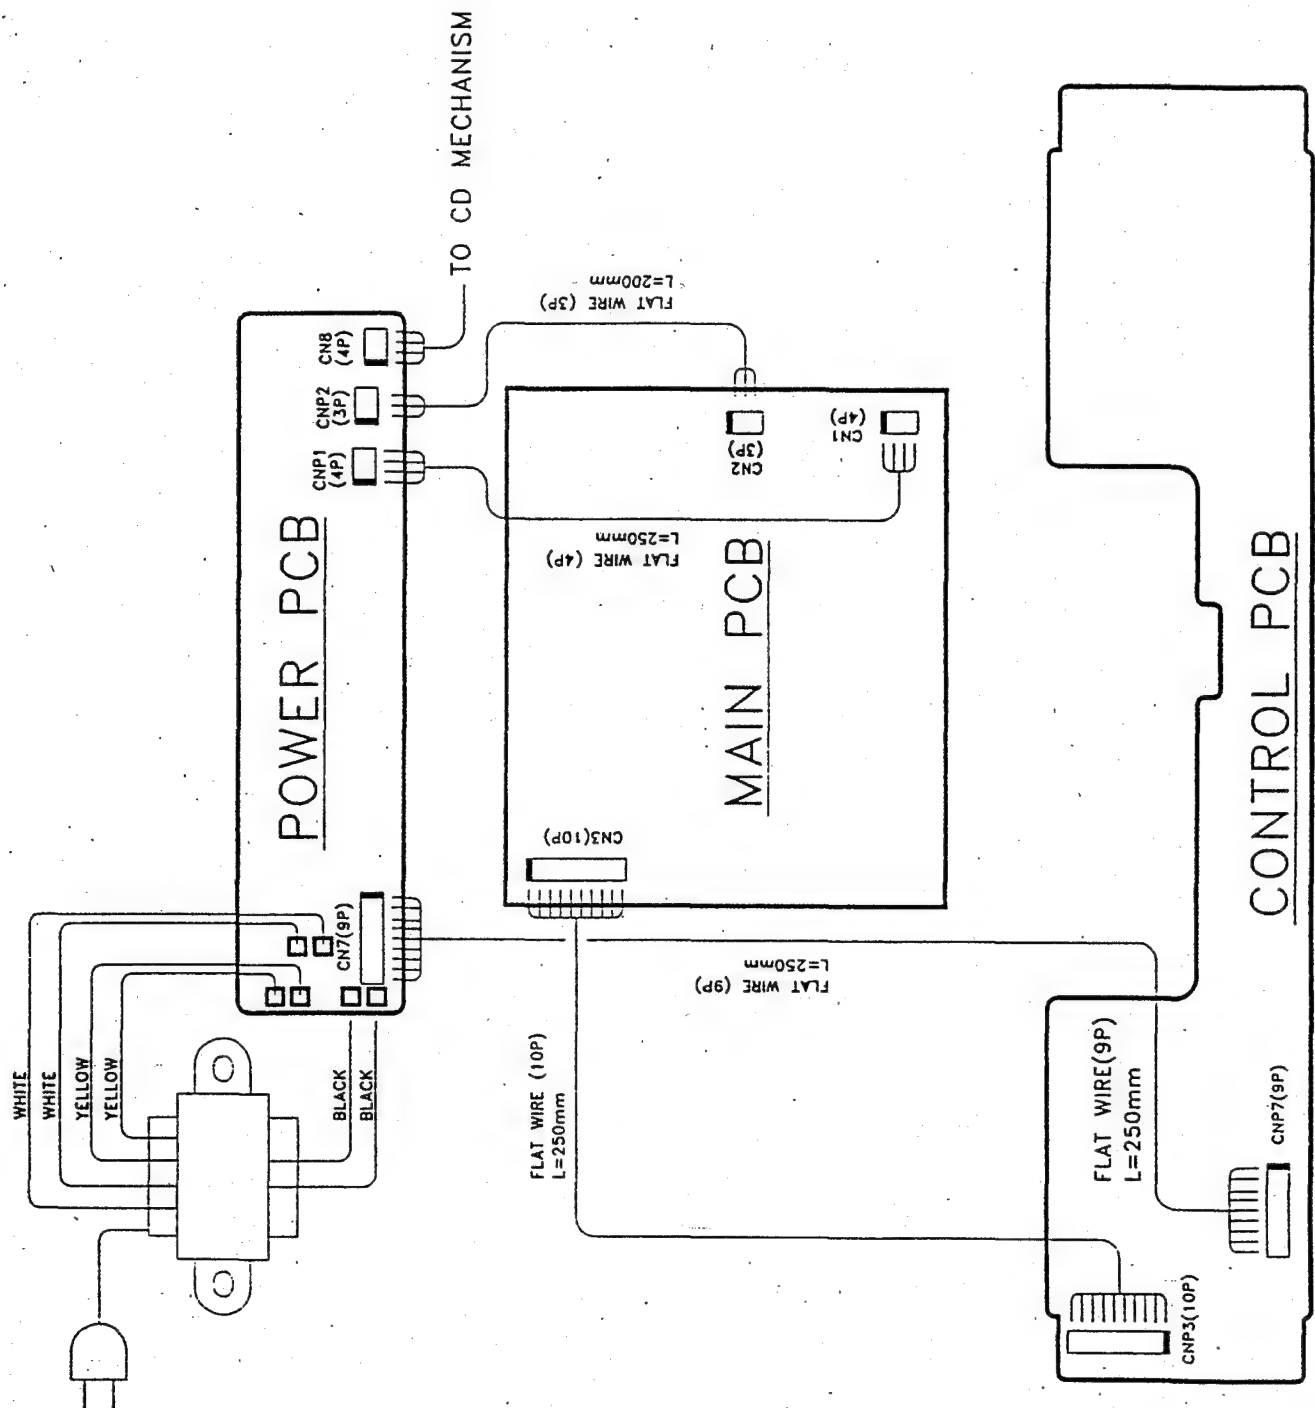 TO CD MECHANISM
CN8
(4P)
CNP2
(3P)
CNP1
(4P)
POWER PCB
CN7(9P)
WHITE
WHITE
YELLOW
YELLOW
BLACK
BLACK
FLAT WIRE (3P)
L=200mm
CN2
(3P)
CN1
(4P)
FLAT WIRE (4P)
L=250mm
MAIN PCB
CN3(10P)
FLAT WIRE (9P)
L=250mm
FLAT WIRE (10P)
L=250mm
FLAT WIRE(9P)
L=250mm
CNP7(9P)
CNP3(10P)
CONTROL PCB